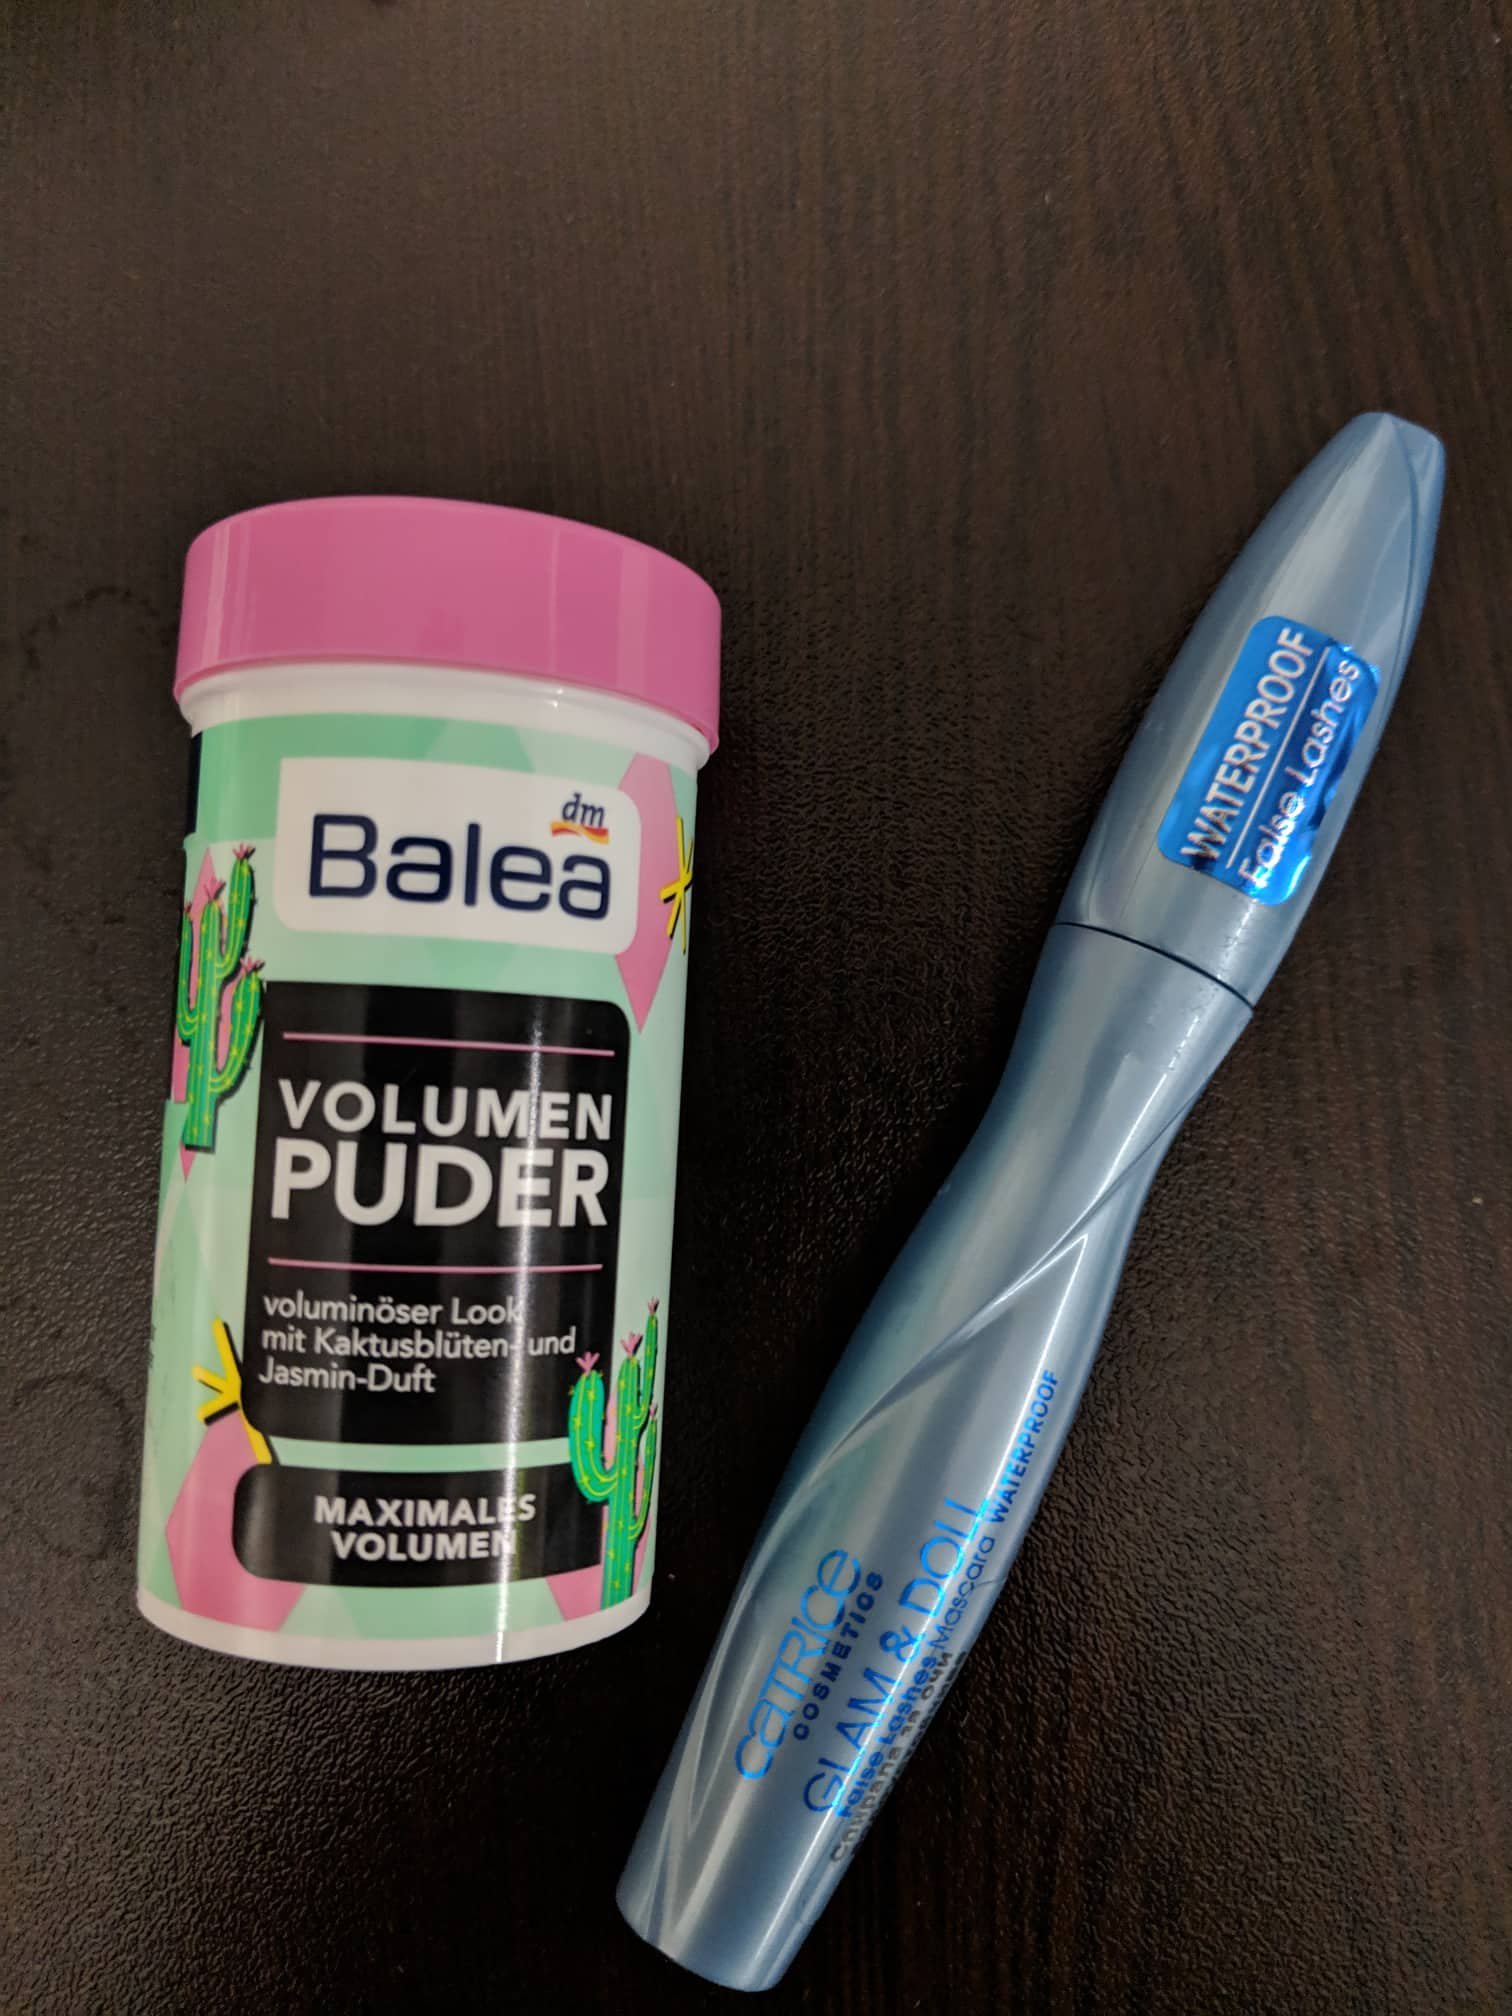 dm
Balea
VOLUMEN
PUDER
voluminöser Look
mit Kaktusblüten- und
Jasmin-Duft
MAXIMALES
VOLUMEN
WATERPROOF
False Lashes
CATRICE
COSMETICS
GLAM & DOLL
False Lashes Mascara WATERPROOF